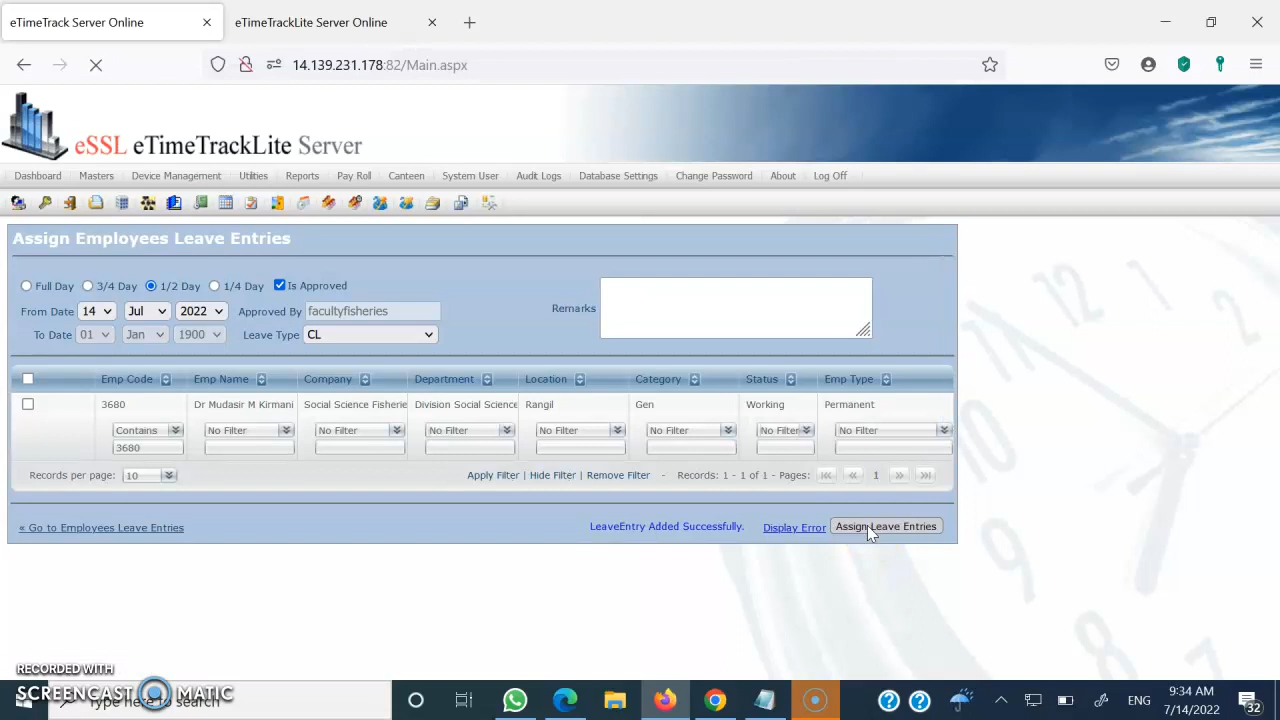 eTimeTrack Server Online
eTimeTrackLite Server Online
14.139.231.178:82/Main.aspx
eSSL eTimeTrackLite Server
Dashboard Masters Device Management Utilities Reports Pay Roll Canteen System User Audit Logs Database Settings Change Password About Log Off
Assign Employees Leave Entries
Full Day 3/4 Day 1/2 Day 1/4 Day Is Approved
From Date 14 Jul 2022 Approved By facultyfisheries Remarks
To Date 01 Jan 1900 Leave Type CL
Emp Code Emp Name Company Department Location Category Status Emp Type
3680 Dr Mudasir M Kirmani Social Science Fisherie Division Social Science Rangil Gen Working Permanent
Contains No Filter No Filter No Filter No Filter No Filter No Filter No Filter
3680
Records per page: 10 Apply Filter | Hide Filter | Remove Filter - Records: 1 - 1 of 1 - Pages: 1
« Go to Employees Leave Entries LeaveEntry Added Successfully. Display Error Assign Leave Entries
RECORDED WITH
SCREENCAST MATIC
Type here to search
ENG
9:34 AM
7/14/2022
32